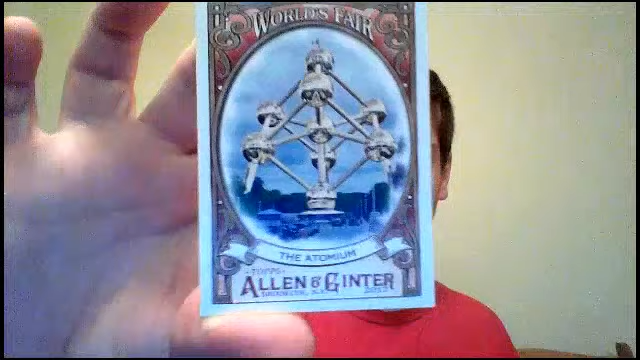 WORLD'S FAIR
THE ATOMIUM
TOPPS
ALLEN & GINTER